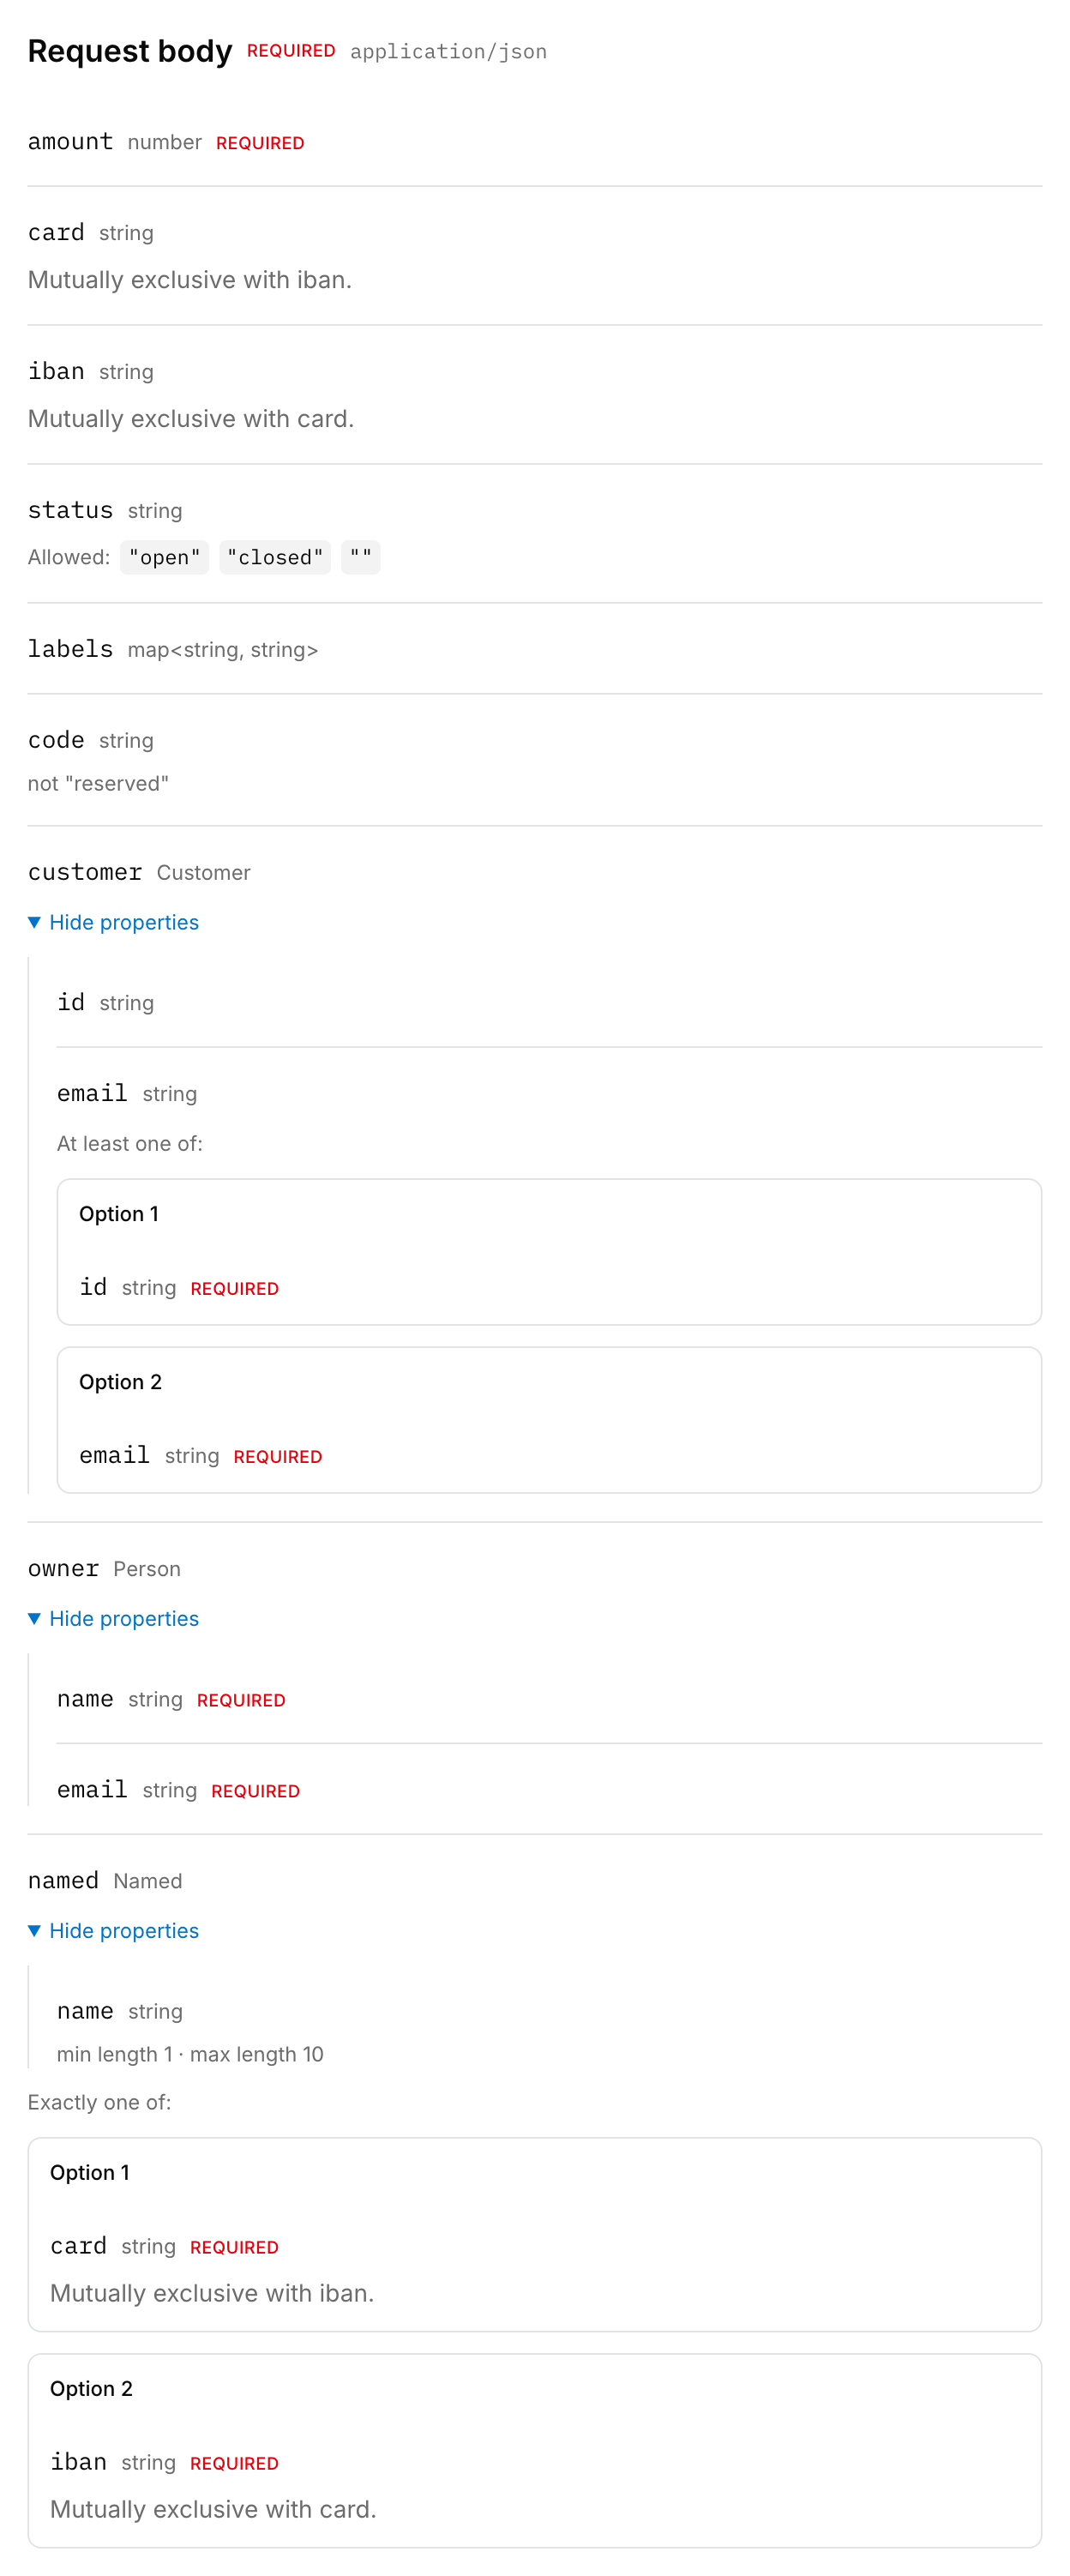 Request body REQUIRED application/json
amount number REQUIRED
card string
Mutually exclusive with iban.
iban string
Mutually exclusive with card.
status string
Allowed: "open" "closed" ""
labels map<string, string>
code string
not "reserved"
customer Customer
▼ Hide properties
id string
email string
At least one of:
Option 1
id string REQUIRED
Option 2
email string REQUIRED
owner Person
▼ Hide properties
name string REQUIRED
email string REQUIRED
named Named
▼ Hide properties
name string
min length 1 · max length 10
Exactly one of:
Option 1
card string REQUIRED
Mutually exclusive with iban.
Option 2
iban string REQUIRED
Mutually exclusive with card.